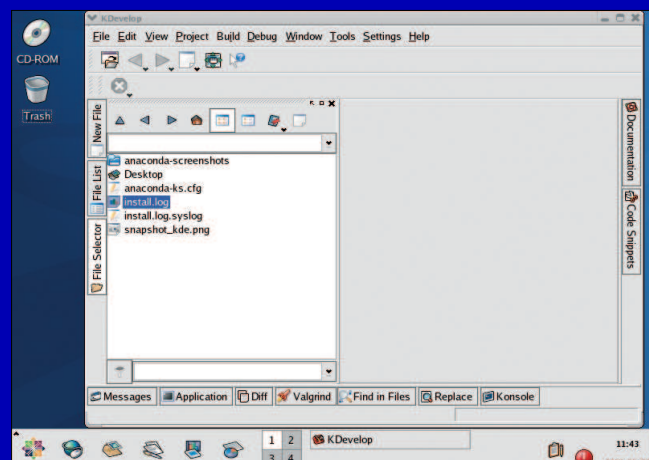 KDevelop
File Edit View Project Build Debug Window Tools Settings Help
CD-ROM
Trash
New File
File List
File Selector
anaconda-screenshots
Desktop
anaconda-ks.cfg
install.log
install.log.syslog
snapshot_kde.png
Documentation
Code Snippets
Messages Application Diff Valgrind Find in Files Replace Konsole
1 2
3 4
KDevelop
11:43